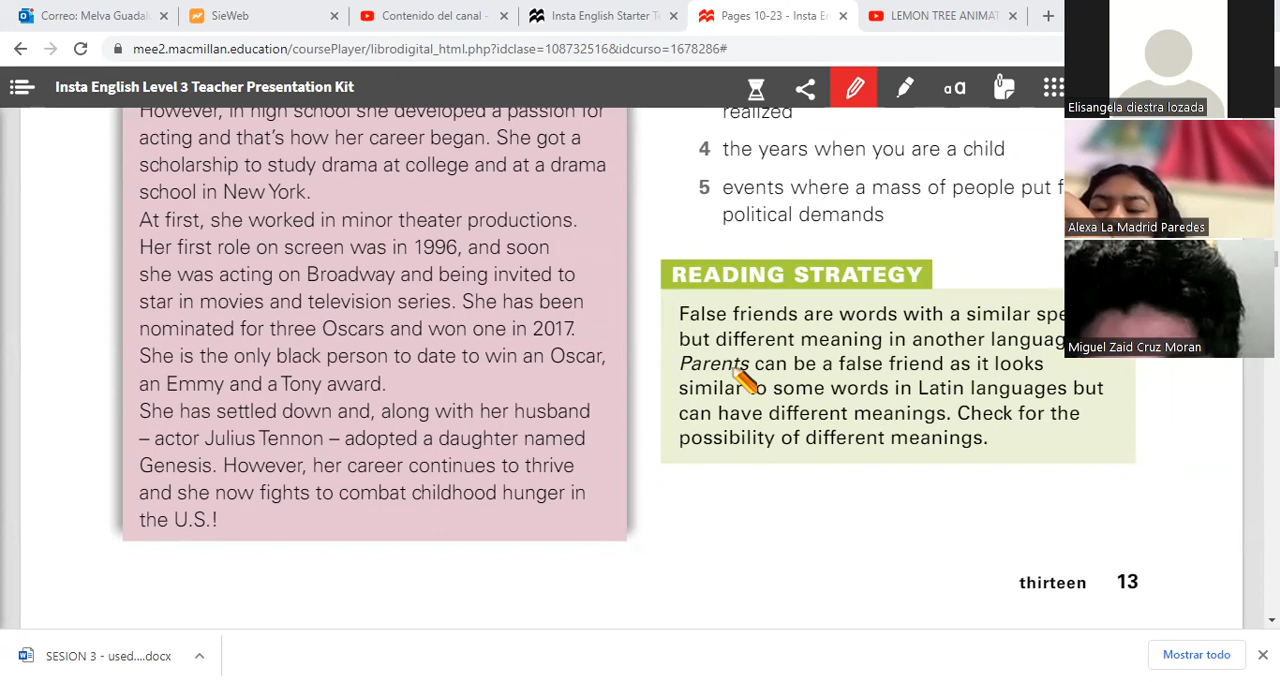 Correo: Melva Guadal
SieWeb
Contenido del canal -
Insta English Starter T
Pages 10-23 - Insta En
LEMON TREE ANIMAT
mee2.macmillan.education/coursePlayer/librodigital_html.php?idclase=108732516&idcurso=1678286#
Insta English Level 3 Teacher Presentation Kit
aa
However, in high school she developed a passion for
acting and that's how her career began. She got a
scholarship to study drama at college and at a drama
school in New York.
At first, she worked in minor theater productions.
Her first role on screen was in 1996, and soon
she was acting on Broadway and being invited to
star in movies and television series. She has been
nominated for three Oscars and won one in 2017.
She is the only black person to date to win an Oscar,
an Emmy and a Tony award.
She has settled down and, along with her husband
– actor Julius Tennon – adopted a daughter named
Genesis. However, her career continues to thrive
and she now fights to combat childhood hunger in
the U.S.!
realized
4 the years when you are a child
5 events where a mass of people put f
political demands
READING STRATEGY
False friends are words with a similar spe
but different meaning in another languag
Parents can be a false friend as it looks
similar to some words in Latin languages but
can have different meanings. Check for the
possibility of different meanings.
thirteen 13
Elisangela diestra lozada
Alexa La Madrid Paredes
Miguel Zaid Cruz Moran
SESION 3 - used....docx
Mostrar todo